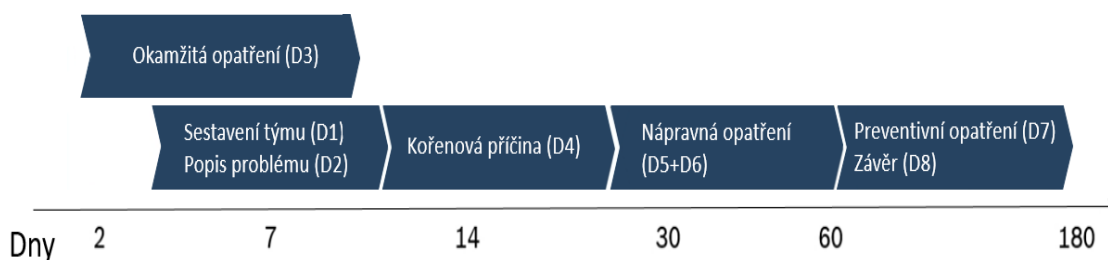 Okamžitá opatření (D3)
Sestavení týmu (D1)
Popis problému (D2)
Kořenová příčina (D4)
Nápravná opatření
(D5+D6)
Preventivní opatření (D7)
Závěr (D8)
Dny 2 7 14 30 60 180